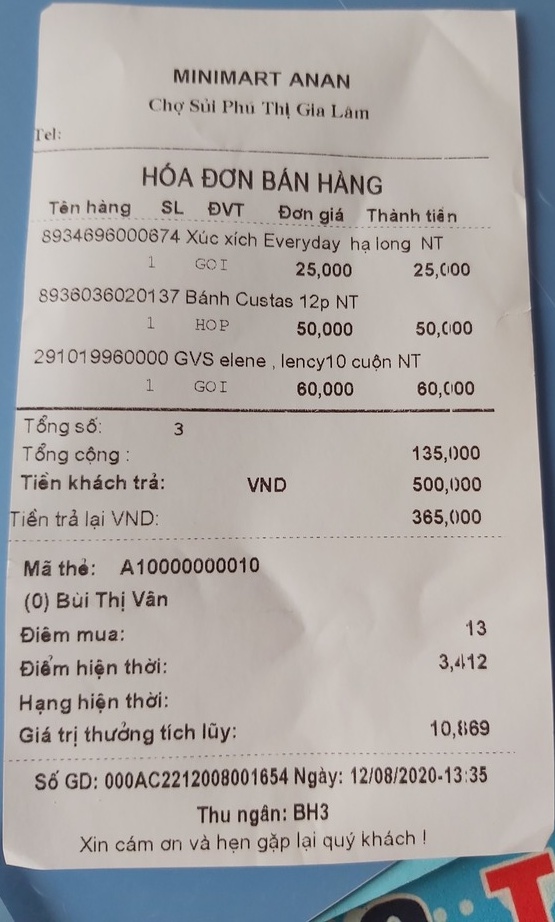 MINIMART ANAN
Chợ Sủi Phú Thị Gia Lâm
Tel:
HÓA ĐƠN BÁN HÀNG
Tên hàng SL ĐVT Đơn giá Thành tiền
8934696000674 Xúc xích Everyday hạ long NT
1 GOI 25,000 25,000
8936036020137 Bánh Custas 12p NT
1 HOP 50,000 50,000
291019960000 GVS elene , lency10 cuộn NT
1 GOI 60,000 60,000
Tổng số: 3
Tổng cộng : 135,000
Tiền khách trả: VND 500,000
Tiền trả lại VND: 365,000
Mã thẻ: A10000000010
(0) Bùi Thị Vân
Điểm mua: 13
Điểm hiện thời: 3,412
Hạng hiện thời:
Giá trị thưởng tích lũy: 10,869
Số GD: 000AC2212008001654 Ngày: 12/08/2020-13:35
Thu ngân: BH3
Xin cám ơn và hẹn gặp lại quý khách !